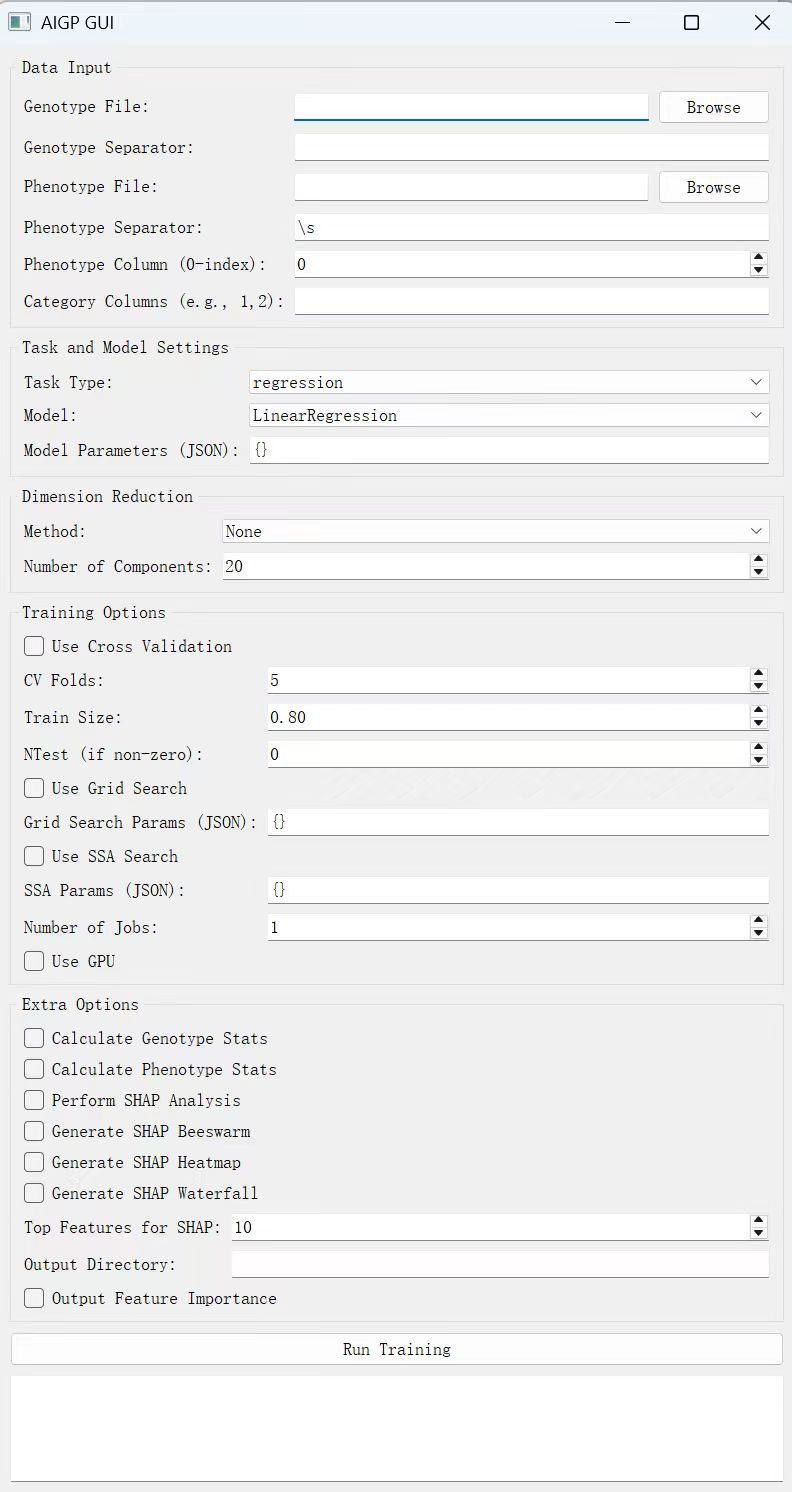 AIGP GUI
Data Input
Genotype File: Browse
Genotype Separator:
Phenotype File: Browse
Phenotype Separator: \s
Phenotype Column (0-index): 0
Category Columns (e.g., 1,2):
Task and Model Settings
Task Type: regression
Model: LinearRegression
Model Parameters (JSON): {}
Dimension Reduction
Method: None
Number of Components: 20
Training Options
Use Cross Validation
CV Folds: 5
Train Size: 0.80
NTest (if non-zero): 0
Use Grid Search
Grid Search Params (JSON): {}
Use SSA Search
SSA Params (JSON): {}
Number of Jobs: 1
Use GPU
Extra Options
Calculate Genotype Stats
Calculate Phenotype Stats
Perform SHAP Analysis
Generate SHAP Beeswarm
Generate SHAP Heatmap
Generate SHAP Waterfall
Top Features for SHAP: 10
Output Directory:
Output Feature Importance
Run Training